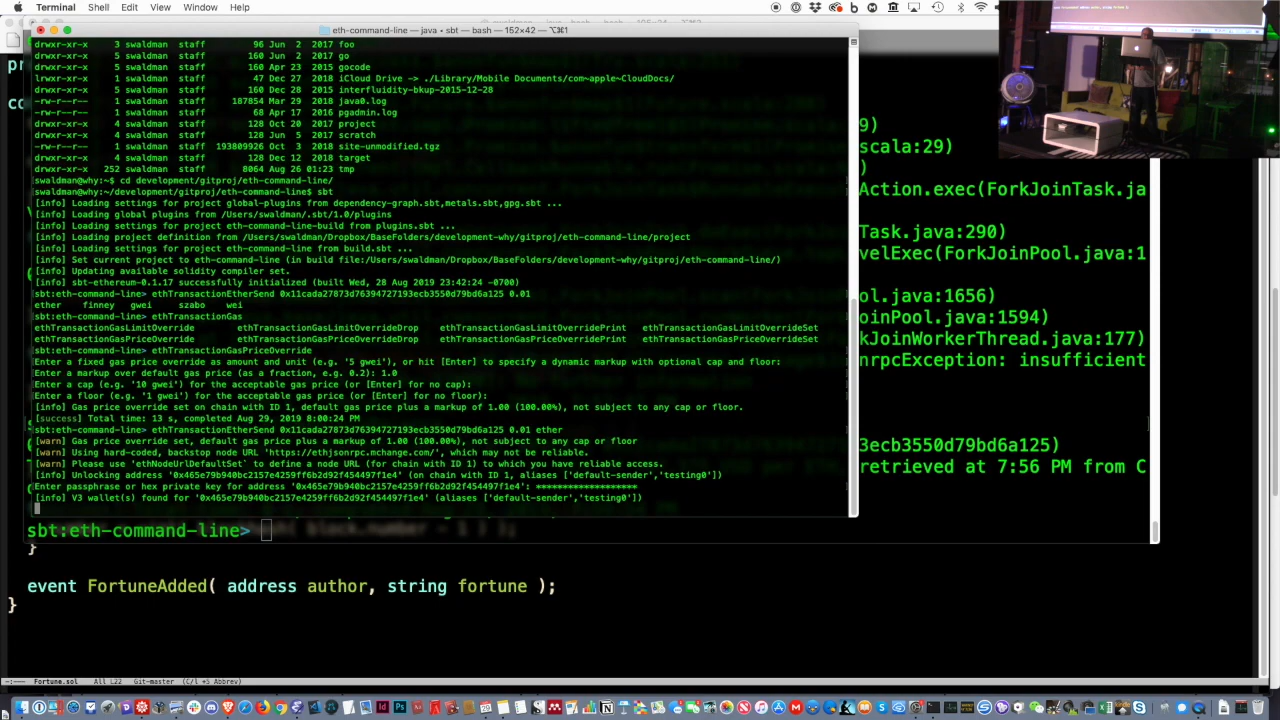 Terminal Shell Edit View Window Help
eth-command-line — java • sbt — bash — 152×42 — ⌥⌘1
drwxr-xr-x 3 swaldman staff 96 Jun 2 2017 foo
drwxr-xr-x 5 swaldman staff 160 Jun 2 2017 go
drwxr-xr-x 5 swaldman staff 160 Apr 23 2015 gocode
lrwxr-xr-x 1 swaldman staff 47 Dec 27 2018 iCloud Drive -> ./Library/Mobile Documents/com~apple~CloudDocs/
drwxr-xr-x 5 swaldman staff 160 Dec 28 2015 interfluidity-bkup-2015-12-28
-rw-r--r-- 1 swaldman staff 187854 Mar 29 2018 java0.log
-rw-r--r-- 1 swaldman staff 68 Apr 17 2016 pgadmin.log
drwxr-xr-x 4 swaldman staff 128 Oct 20 2017 project
drwxr-xr-x 4 swaldman staff 128 Jun 5 2017 scratch
-rw-r--r-- 1 swaldman staff 193809926 Oct 3 2018 site-unmodified.tgz
drwxr-xr-x 4 swaldman staff 128 Dec 12 2018 target
drwxr-xr-x 252 swaldman staff 8064 Aug 26 01:23 tmp
swaldman@why:~$ cd development/gitproj/eth-command-line/
swaldman@why:~/development/gitproj/eth-command-line$ sbt
[info] Loading settings for project global-plugins from dependency-graph.sbt,metals.sbt,gpg.sbt ...
[info] Loading global plugins from /Users/swaldman/.sbt/1.0/plugins
[info] Loading settings for project eth-command-line-build from plugins.sbt ...
[info] Loading project definition from /Users/swaldman/Dropbox/BaseFolders/development-why/gitproj/eth-command-line/project
[info] Loading settings for project eth-command-line from build.sbt ...
[info] Set current project to eth-command-line (in build file:/Users/swaldman/Dropbox/BaseFolders/development-why/gitproj/eth-command-line/)
[info] Updating available solidity compiler set.
[info] sbt-ethereum-0.1.17 successfully initialized (built Wed, 28 Aug 2019 23:42:24 -0700)
sbt:eth-command-line> ethTransactionEtherSend 0x11cada27873d76394727193ecb3550d79bd6a125 0.01
ether finney gwei szabo wei
sbt:eth-command-line> ethTransactionGas
ethTransactionGasLimitOverride ethTransactionGasLimitOverrideDrop ethTransactionGasLimitOverridePrint ethTransactionGasLimitOverrideSet
ethTransactionGasPriceOverride ethTransactionGasPriceOverrideDrop ethTransactionGasPriceOverridePrint ethTransactionGasPriceOverrideSet
sbt:eth-command-line> ethTransactionGasPriceOverride
Enter a fixed gas price override as amount and unit (e.g. '5 gwei'), or hit [Enter] to specify a dynamic markup with optional cap and floor:
Enter a markup over default gas price (as a fraction, e.g. 0.2): 1.0
Enter a cap (e.g. '10 gwei') for the acceptable gas price (or [Enter] for no cap):
Enter a floor (e.g. '1 gwei') for the acceptable gas price (or [Enter] for no floor):
[info] Gas price override set on chain with ID 1, default gas price plus a markup of 1.00 (100.00%), not subject to any cap or floor.
[success] Total time: 13 s, completed Aug 29, 2019 8:00:24 PM
sbt:eth-command-line> ethTransactionEtherSend 0x11cada27873d76394727193ecb3550d79bd6a125 0.01 ether
[warn] Gas price override set, default gas price plus a markup of 1.00 (100.00%), not subject to any cap or floor
[warn] Using hard-coded, backstop node URL 'https://ethjsonrpc.mchange.com/', which may not be reliable.
[warn] Please use `ethNodeUrlDefaultSet` to define a node URL (for chain with ID 1) to which you have reliable access.
[info] Unlocking address '0x465e79b940bc2157e4259ff6b2d92f454497f1e4' (on chain with ID 1, aliases ['default-sender','testing0'])
Enter passphrase or hex private key for address '0x465e79b940bc2157e4259ff6b2d92f454497f1e4': *******************
[info] V3 wallet(s) found for '0x465e79b940bc2157e4259ff6b2d92f454497f1e4' (aliases ['default-sender','testing0'])
pr
co
9)
scala:29)
)
Action.exec(ForkJoinTask.ja
Task.java:290)
velExec(ForkJoinPool.java:1
ol.java:1656)
oinPool.java:1594)
kJoinWorkerThread.java:177)
nrpcException: insufficient
3ecb3550d79bd6a125)
retrieved at 7:56 PM from C
sbt:eth-command-line>
}
event FortuneAdded( address author, string fortune );
}
-:--- Fortune.sol All L22 Git-master (C/l +5 Abbrev)